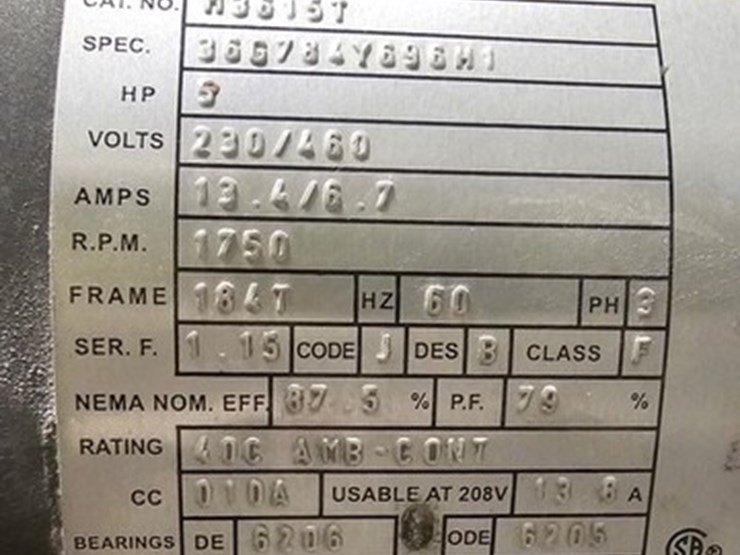 CAT. NO. M3615T
SPEC. 36G784Y696H1
HP 5
VOLTS 230/460
AMPS 13.4/6.7
R.P.M. 1750
FRAME 184T HZ 60 PH 3
SER. F. 1.15 CODE J DES B CLASS F
NEMA NOM. EFF. 87.5 % P.F. 79 %
RATING 40C AMB-CONT
CC 010A USABLE AT 208V 13.8 A
BEARINGS DE 6206 ODE 6205